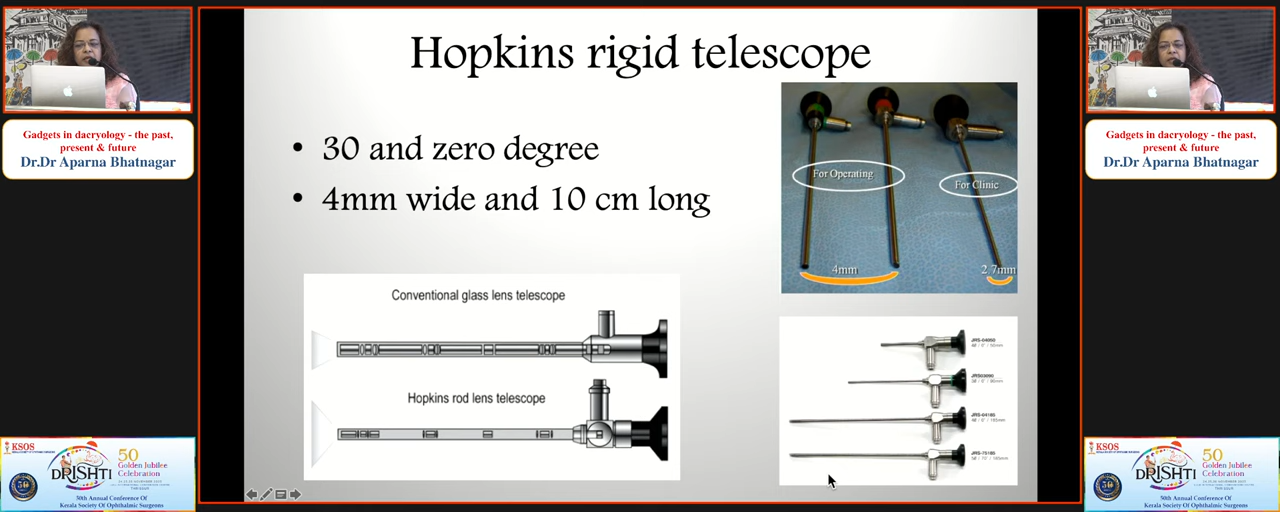 Hopkins rigid telescope
• 30 and zero degree
• 4mm wide and 10 cm long
For Operating
For Clinic
4mm
2.7mm
Conventional glass lens telescope
Hopkins rod lens telescope
Gadgets in dacryology - the past,
present & future
Dr.Dr Aparna Bhatnagar
KSOS
50
Golden Jubilee
Celebration
DRISHTI
50th Annual Conference Of
Kerala Society Of Ophthalmic Surgeons
Gadgets in dacryology - the past,
present & future
Dr.Dr Aparna Bhatnagar
KSOS
50
Golden Jubilee
Celebration
DRISHTI
50th Annual Conference Of
Kerala Society Of Ophthalmic Surgeons